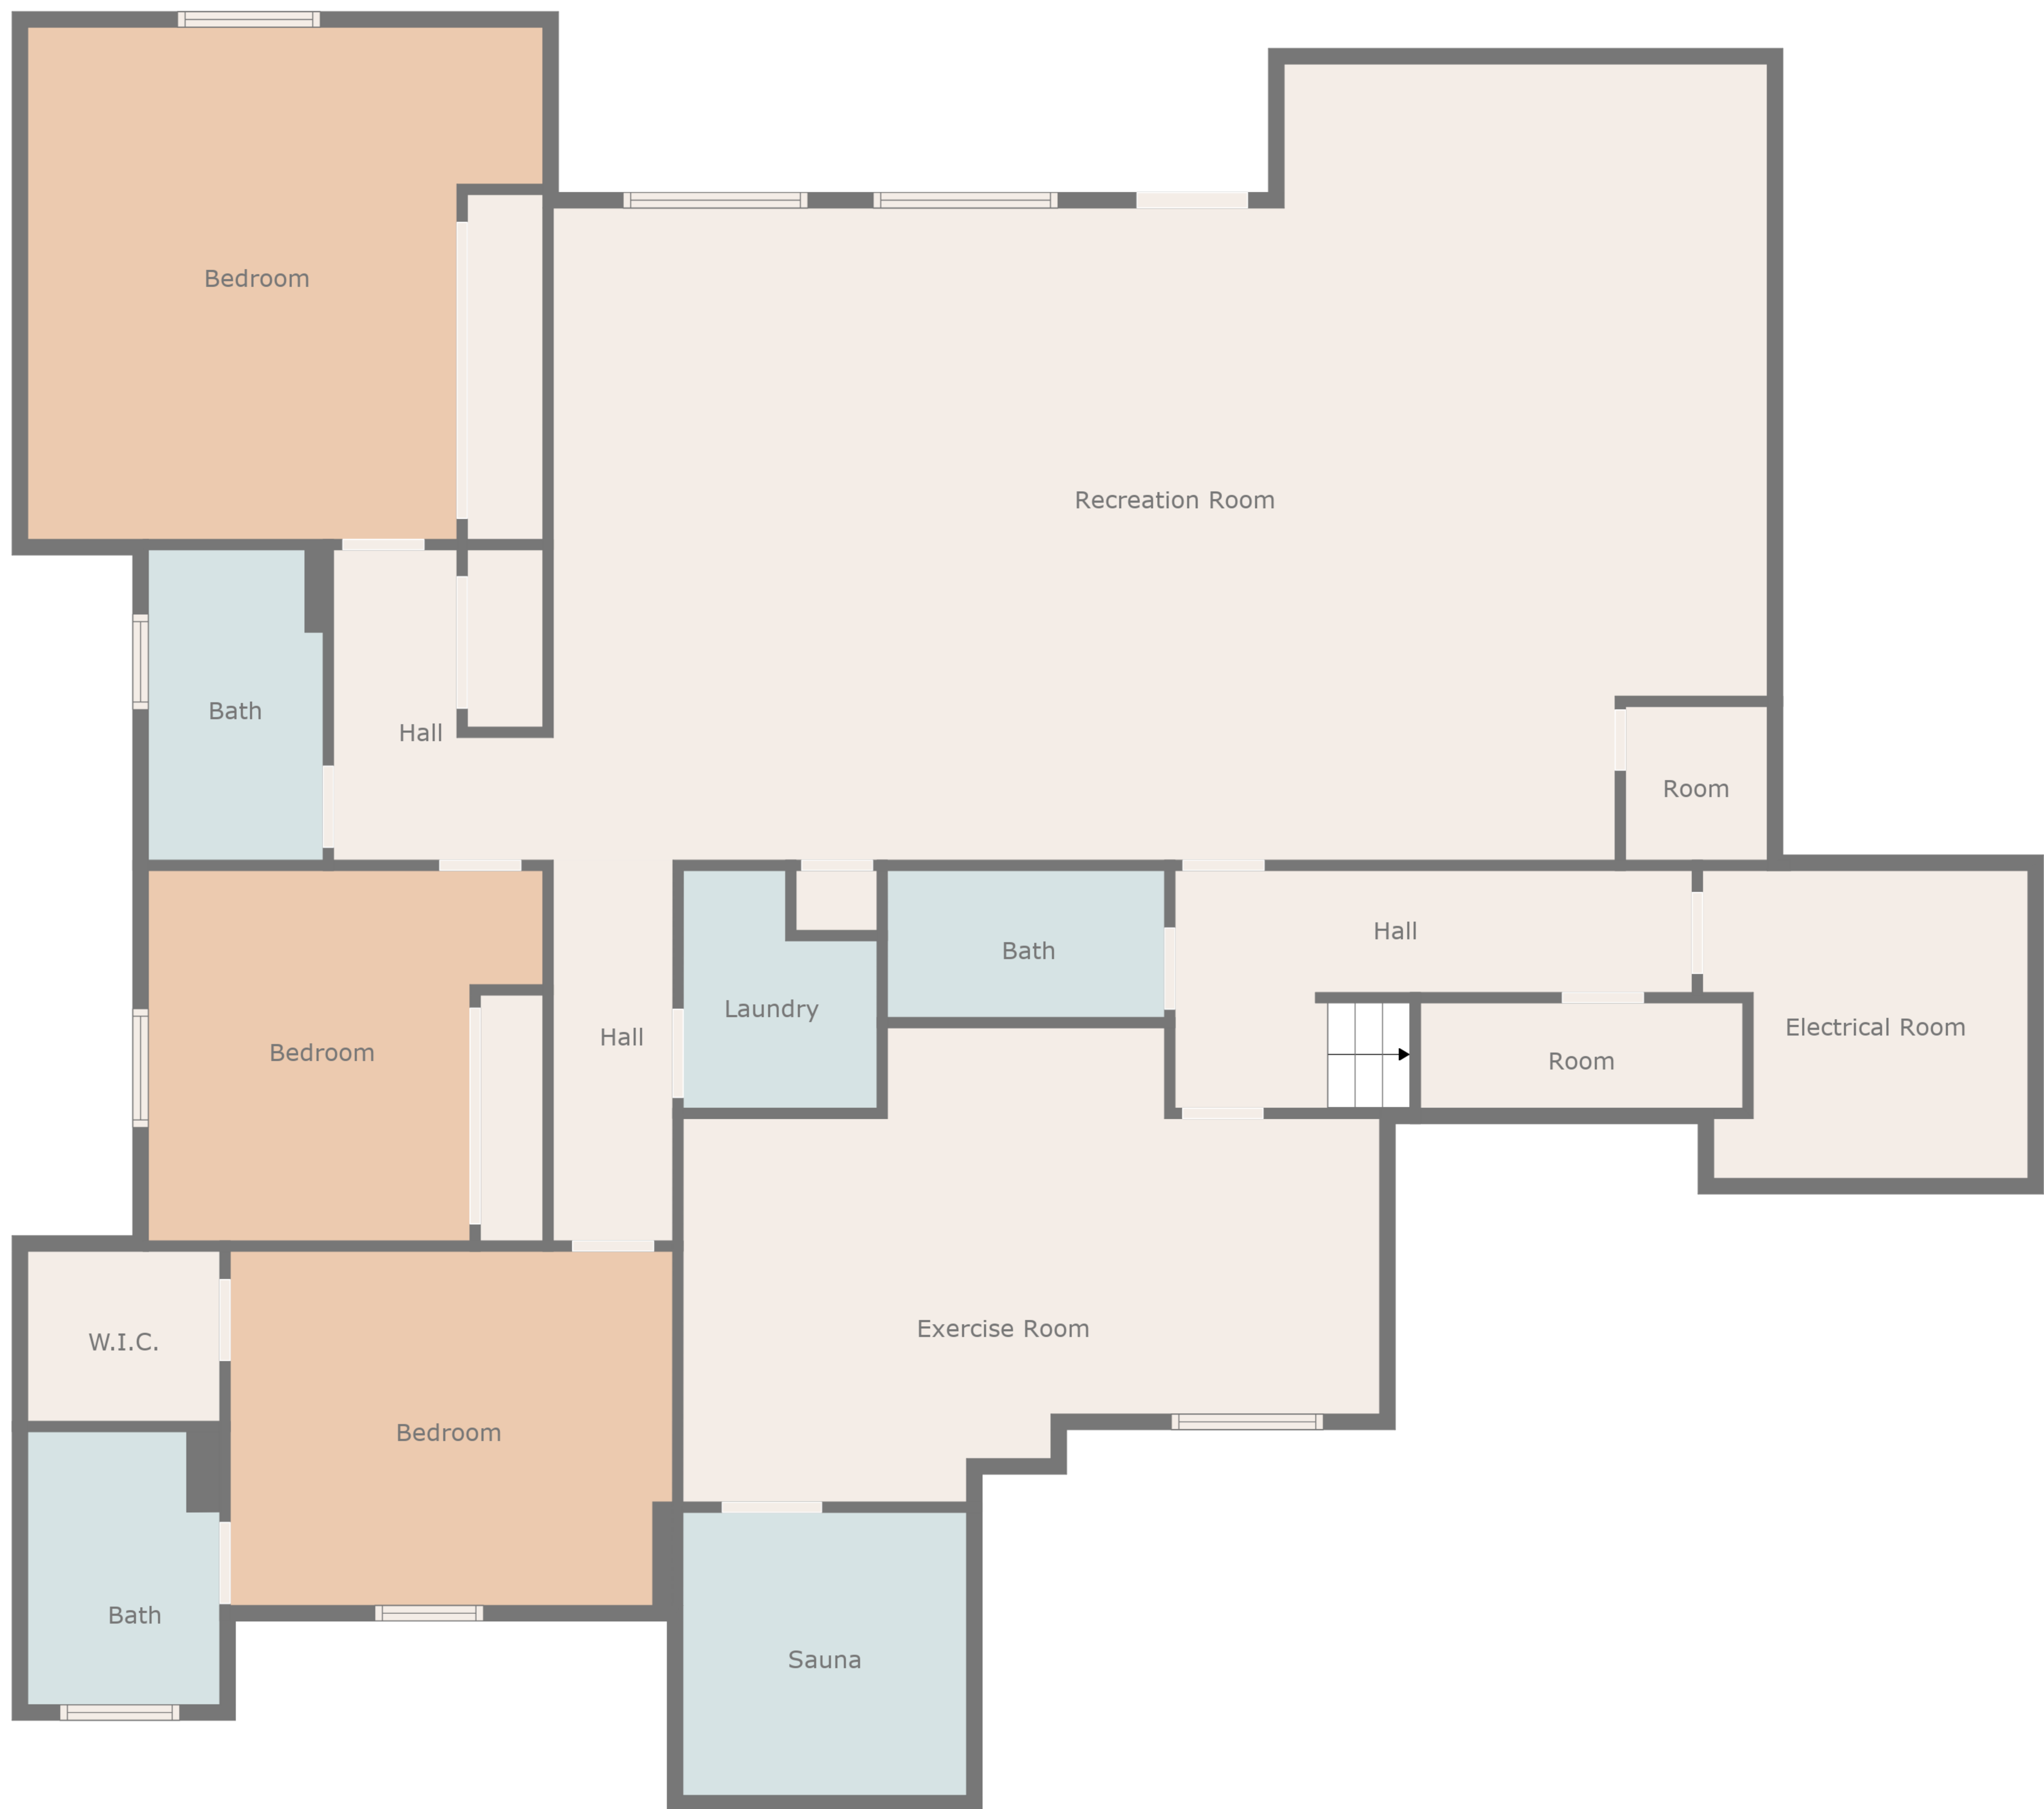 Bedroom
Recreation Room
Bath
Hall
Room
Hall
Bath
Laundry
Electrical Room
Hall
Bedroom
Room
Exercise Room
W.I.C.
Bedroom
Bath
Sauna